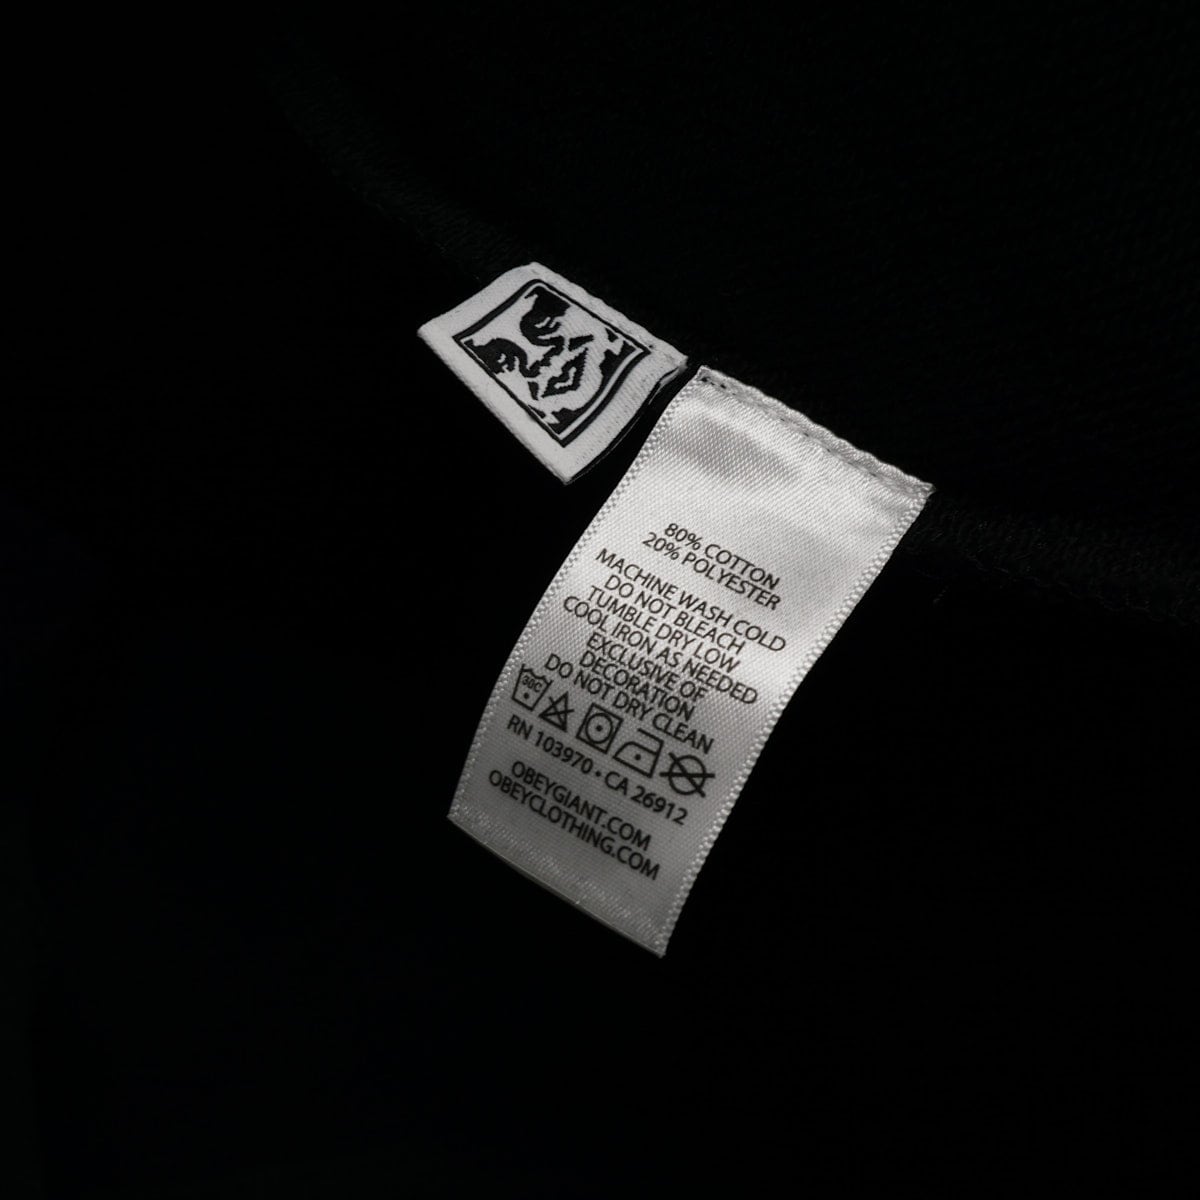 80% COTTON
20% POLYESTER
MACHINE WASH COLD
DO NOT BLEACH
TUMBLE DRY LOW
COOL IRON AS NEEDED
EXCLUSIVE OF
DECORATION
DO NOT DRY CLEAN
30C
RN 103970 • CA 26912
OBEYGIANT.COM
OBEYCLOTHING.COM